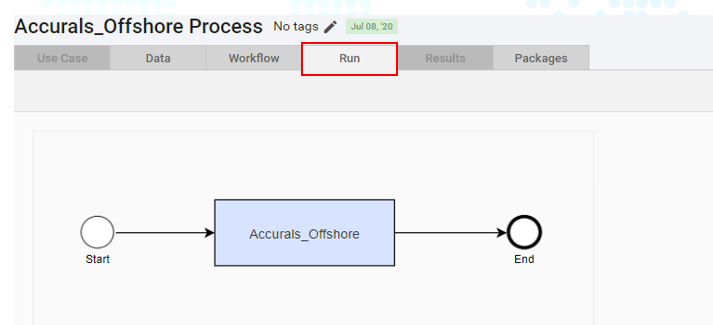 Accurals_Offshore Process No tags Jul 08, '20
Use Case Data Workflow Run Results Packages
Accurals_Offshore
Start End